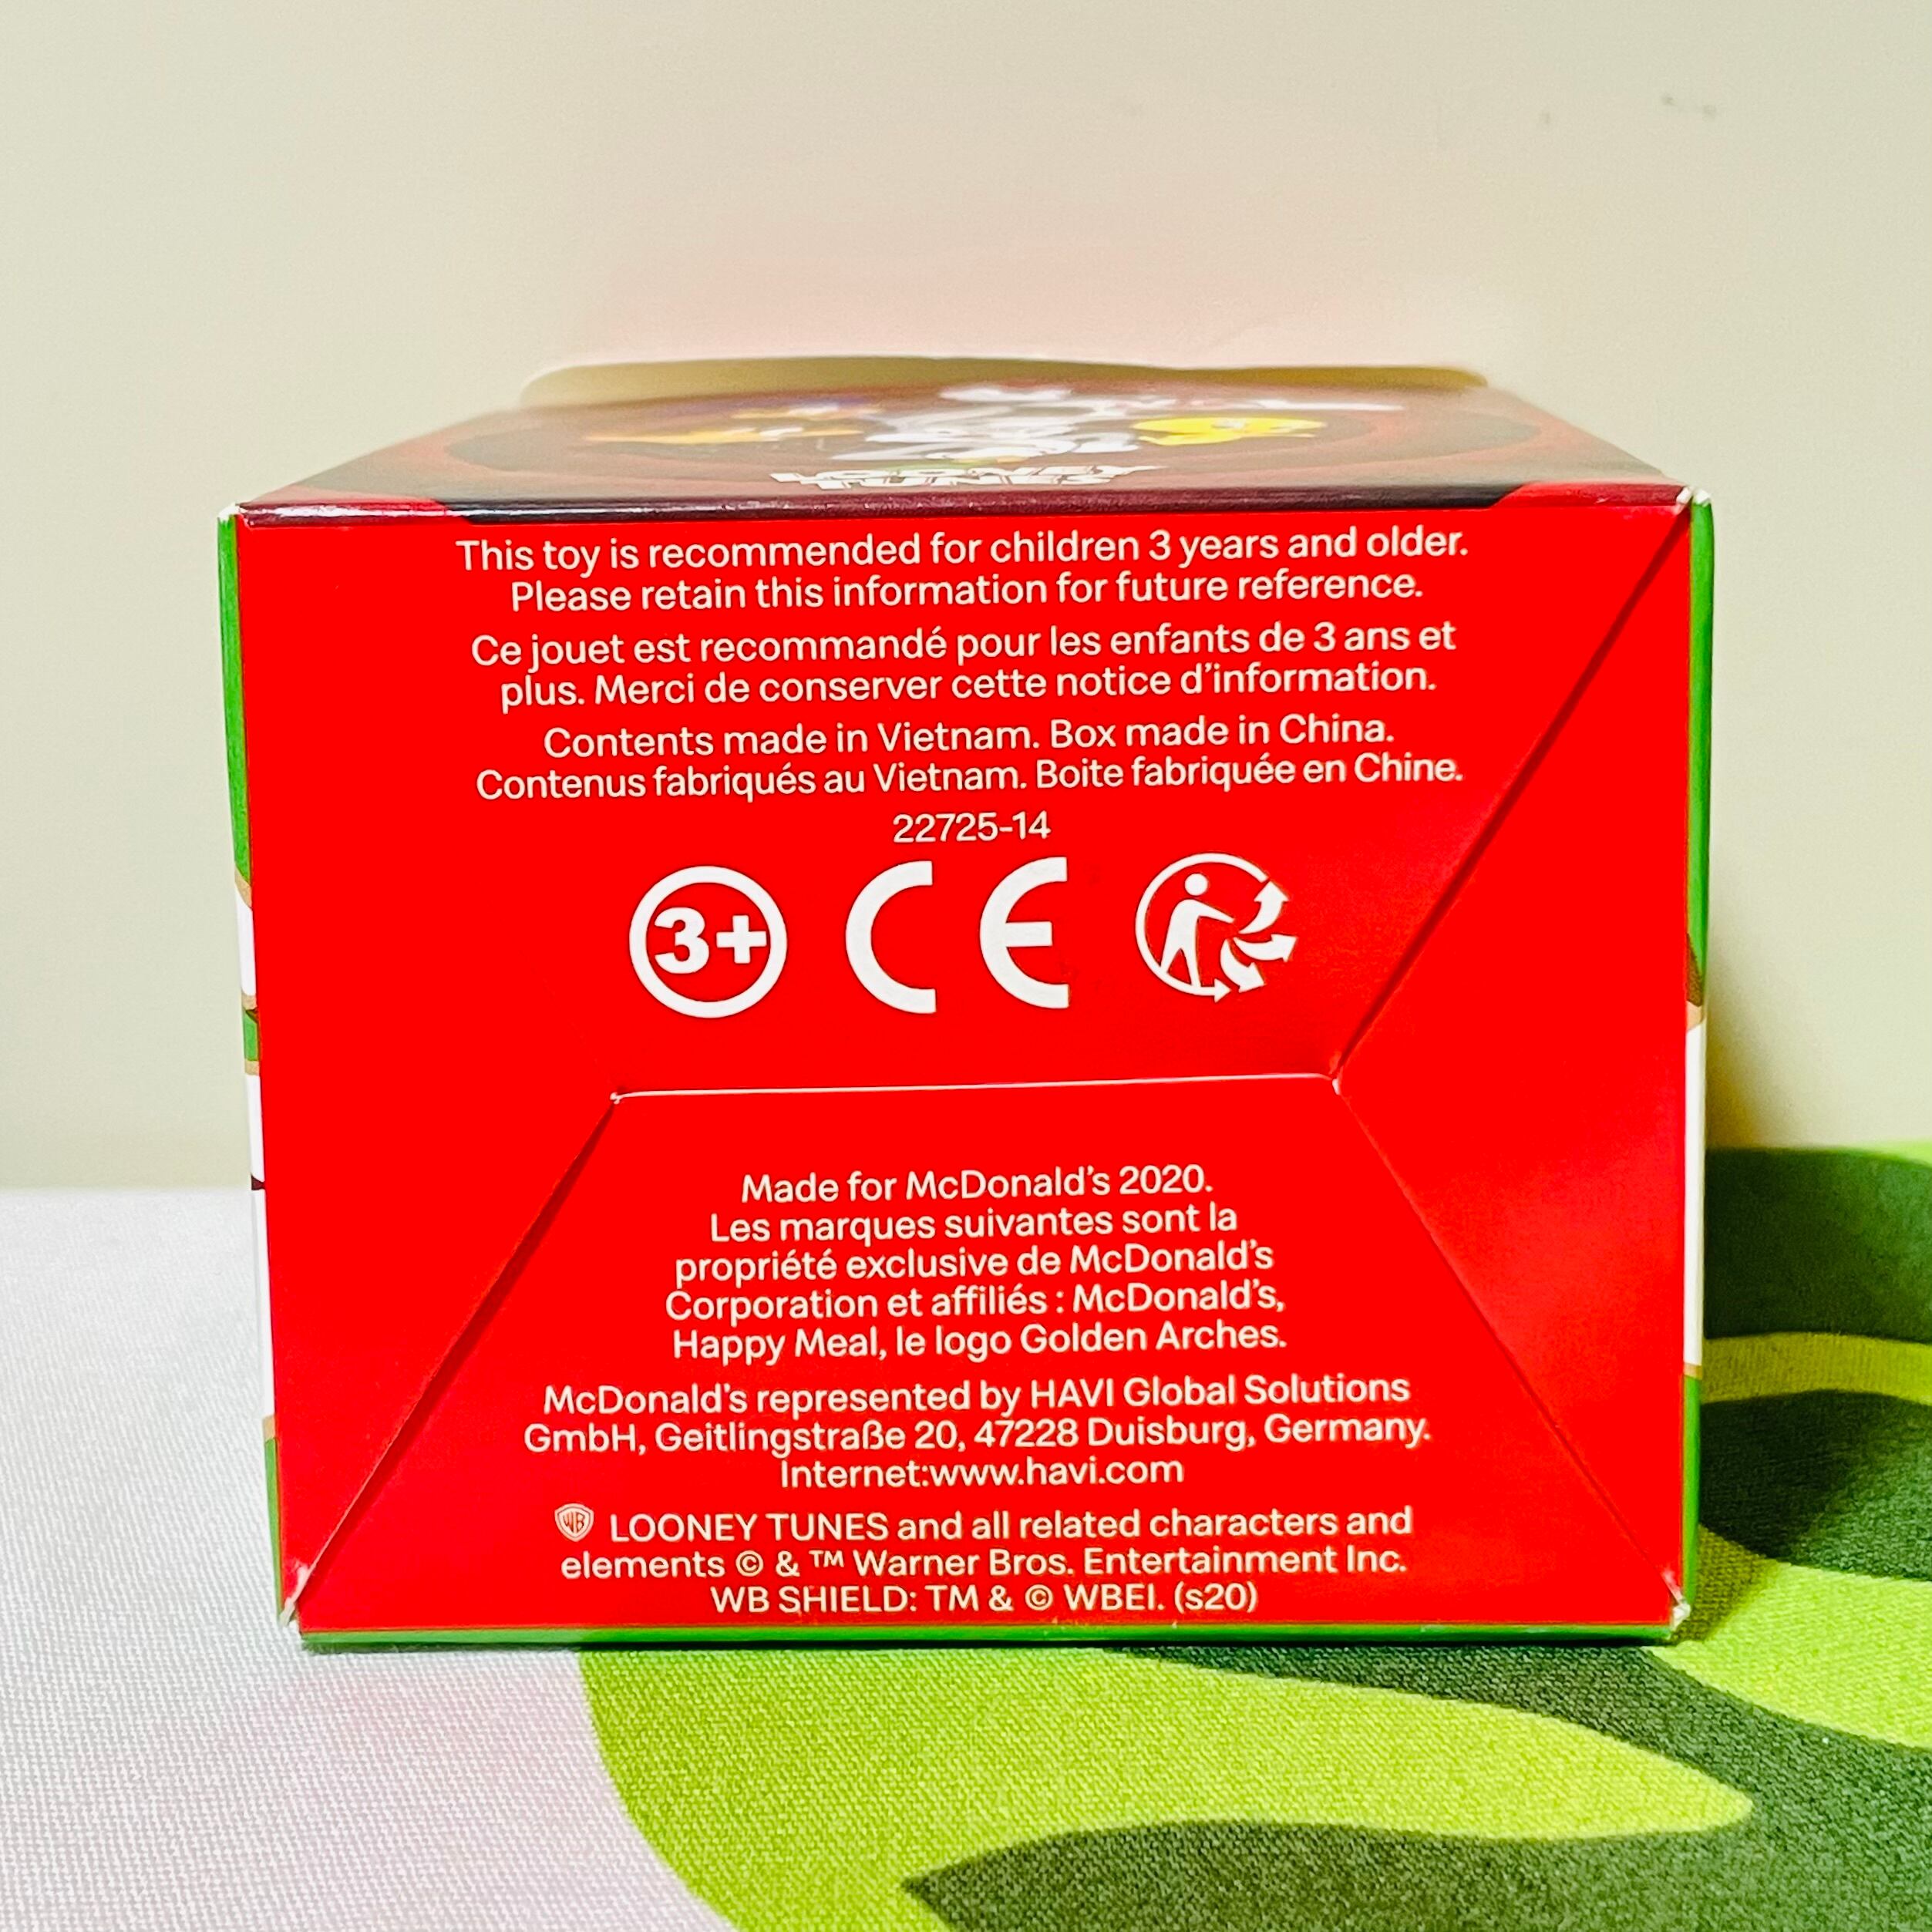 LOONEY
TUNES
This toy is recommended for children 3 years and older.
Please retain this information for future reference.
Ce jouet est recommandé pour les enfants de 3 ans et
plus. Merci de conserver cette notice d'information.
Contents made in Vietnam. Box made in China.
Contenus fabriqués au Vietnam. Boite fabriquée en Chine.
22725-14
3+ CE
Made for McDonald's 2020.
Les marques suivantes sont la
propriété exclusive de McDonald's
Corporation et affiliés : McDonald's,
Happy Meal, le logo Golden Arches.
McDonald's represented by HAVI Global Solutions
GmbH, Geitlingstraße 20, 47228 Duisburg, Germany.
Internet:www.havi.com
WB LOONEY TUNES and all related characters and
elements © & ™ Warner Bros. Entertainment Inc.
WB SHIELD: TM & © WBEI. (s20)